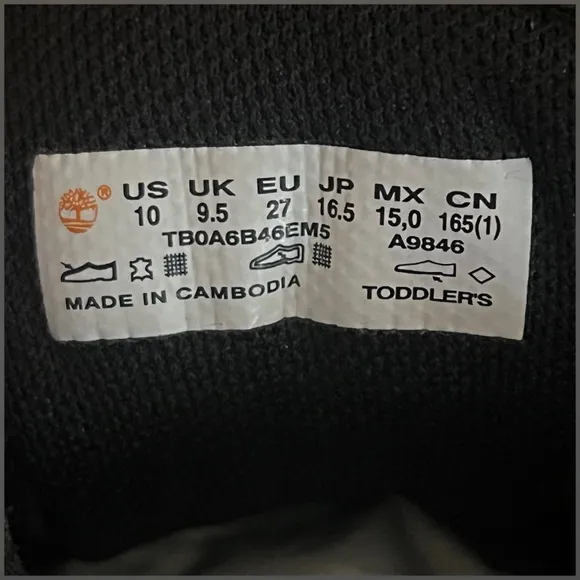 ® US UK EU JP MX CN
10 9.5 27 16.5 15,0 165(1)
TB0A6B46EM5 A9846
MADE IN CAMBODIA TODDLER'S